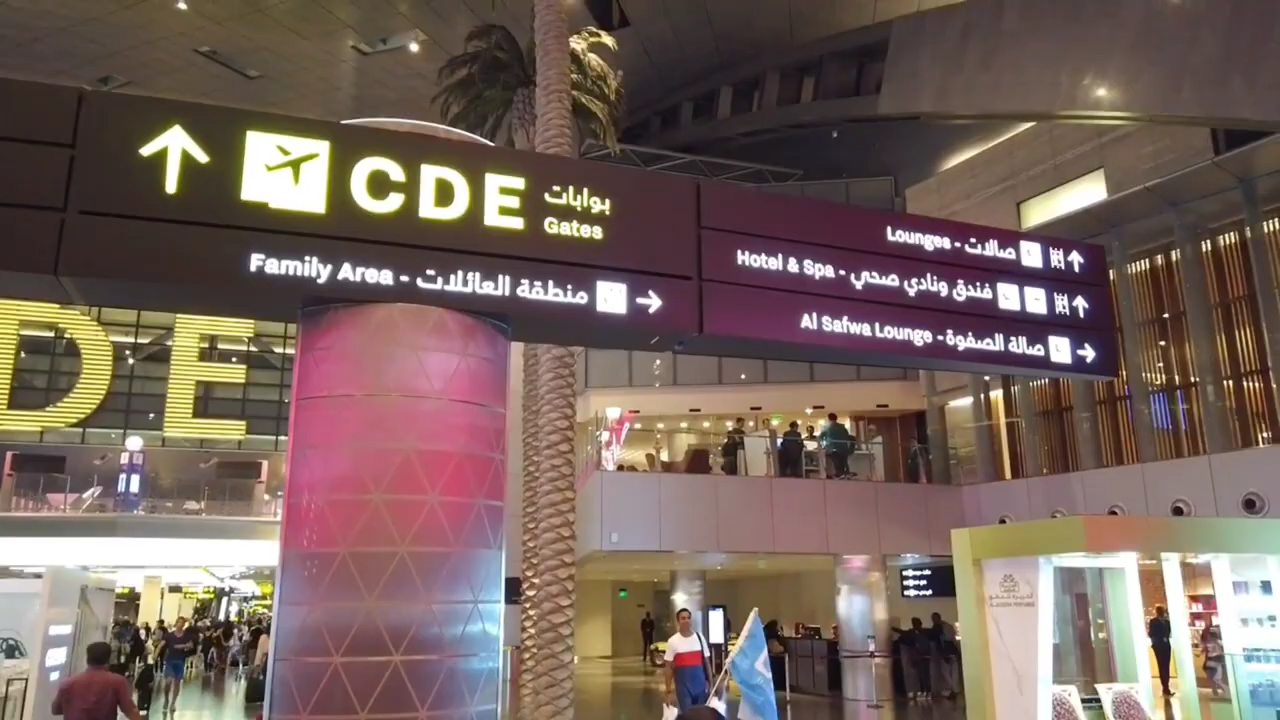 CDE بوابات
Gates
Family Area - منطقة العائلات
Lounges - صالات
Hotel & Spa - فندق ونادي صحي
Al Safwa Lounge - صالة الصفوة
DE